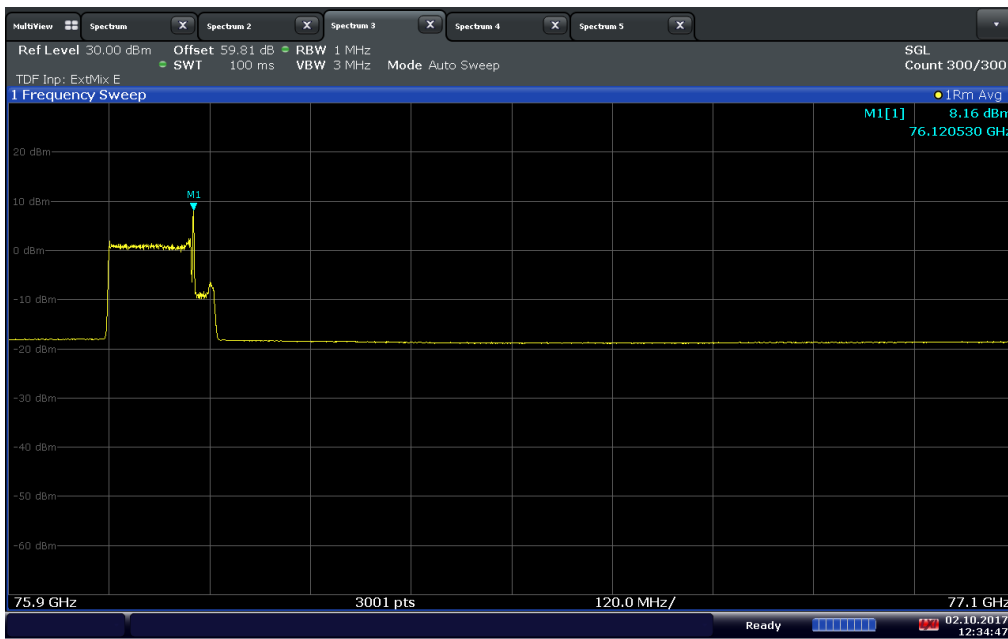 MultiView Spectrum X Spectrum 2 X Spectrum 3 X Spectrum 4 X Spectrum 5 X
Ref Level 30.00 dBm Offset 59.81 dB RBW 1 MHz SGL
SWT 100 ms VBW 3 MHz Mode Auto Sweep Count 300/300
TDF Inp: ExtMix E
1 Frequency Sweep 1Rm Avg
M1[1] 8.16 dBm
76.120530 GHz
20 dBm
M1
10 dBm
0 dBm
-10 dBm
-20 dBm
-30 dBm
-40 dBm
-50 dBm
-60 dBm
75.9 GHz 3001 pts 120.0 MHz/ 77.1 GHz
Ready 02.10.2017
12:34:47